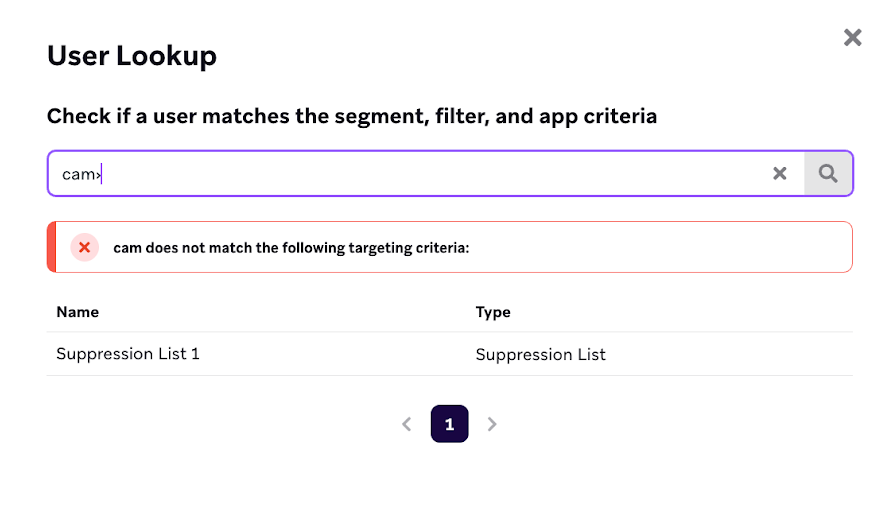 User Lookup
Check if a user matches the segment, filter, and app criteria
cam›
cam does not match the following targeting criteria:
Name Type
Suppression List 1 Suppression List
1